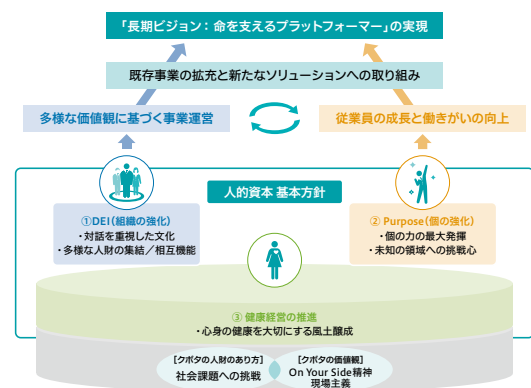 「長期ビジョン：命を支えるプラットフォーマー」の実現
既存事業の拡充と新たなソリューションへの取り組み
多様な価値観に基づく事業運営
従業員の成長と働きがいの向上
人的資本 基本方針
①DEI（組織の強化）
・対話を重視した文化
・多様な人財の集結／相互機能
② Purpose（個の強化）
・個の力の最大発揮
・未知の領域への挑戦心
③ 健康経営の推進
・心身の健康を大切にする風土醸成
［クボタの人財のあり方］
社会課題への挑戦
［クボタの価値観］
On Your Side精神
現場主義